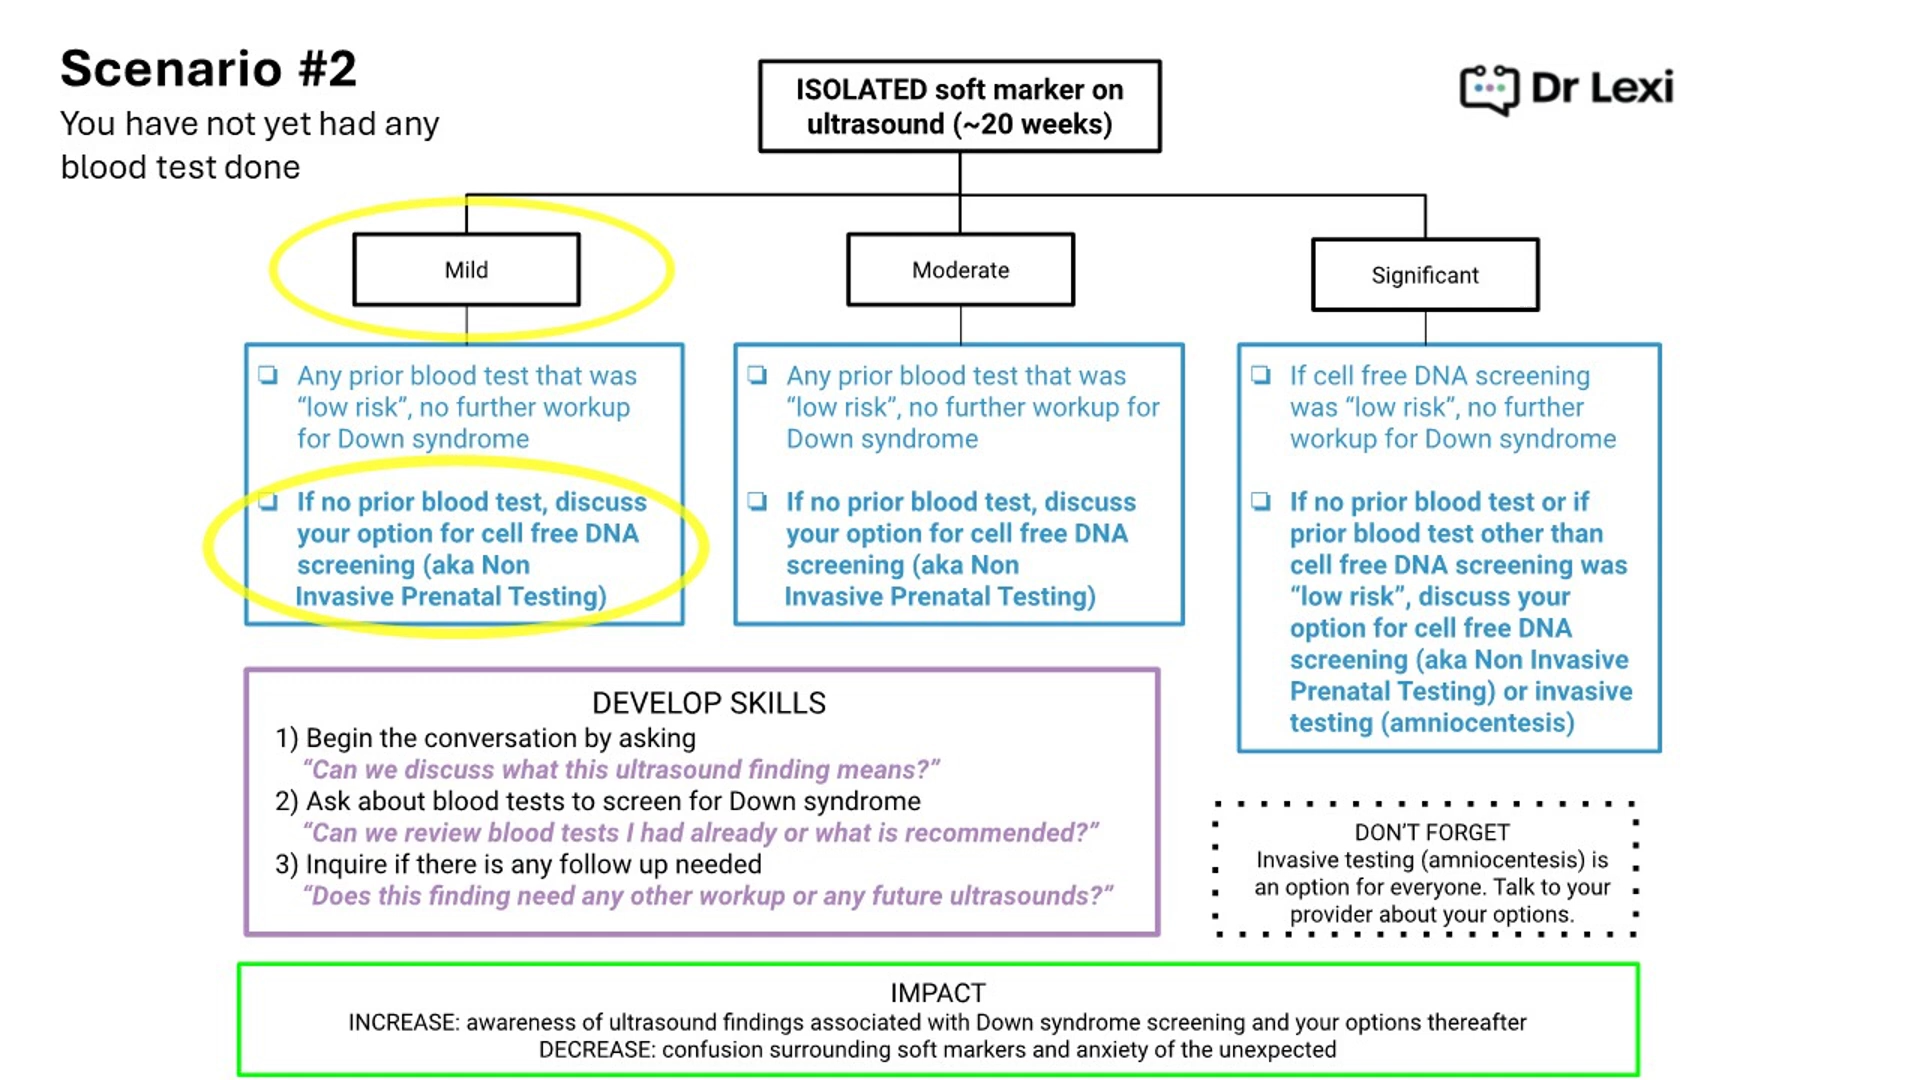 Scenario #2
You have not yet had any
blood test done
ISOLATED soft marker on
ultrasound (~20 weeks)
Dr Lexi
Mild
Moderate
Significant
❏ Any prior blood test that was
“low risk”, no further workup
for Down syndrome
❏ If no prior blood test, discuss
your option for cell free DNA
screening (aka Non
Invasive Prenatal Testing)
❏ Any prior blood test that was
“low risk”, no further workup for
Down syndrome
❏ If no prior blood test, discuss
your option for cell free DNA
screening (aka Non
Invasive Prenatal Testing)
❏ If cell free DNA screening
was “low risk”, no further
workup for Down syndrome
❏ If no prior blood test or if
prior blood test other than
cell free DNA screening was
“low risk”, discuss your
option for cell free DNA
screening (aka Non Invasive
Prenatal Testing) or invasive
testing (amniocentesis)
DEVELOP SKILLS
1) Begin the conversation by asking
“Can we discuss what this ultrasound finding means?”
2) Ask about blood tests to screen for Down syndrome
“Can we review blood tests I had already or what is recommended?”
3) Inquire if there is any follow up needed
“Does this finding need any other workup or any future ultrasounds?”
DON’T FORGET
Invasive testing (amniocentesis) is
an option for everyone. Talk to your
provider about your options.
IMPACT
INCREASE: awareness of ultrasound findings associated with Down syndrome screening and your options thereafter
DECREASE: confusion surrounding soft markers and anxiety of the unexpected